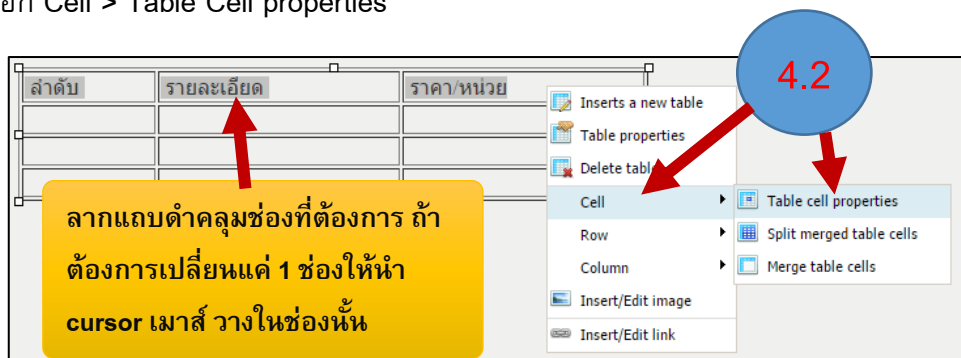 อก Cell > Table Cell properties
4.2
ลำดับ รายละเอียด ราคา/หน่วย
Inserts a new table
Table properties
Delete table
Cell
Row
Column
Insert/Edit image
Insert/Edit link
Table cell properties
Split merged table cells
Merge table cells
ลากแถบดำคลุมช่องที่ต้องการ ถ้า
ต้องการเปลี่ยนแค่ 1 ช่องให้นำ
cursor เมาส์ วางในช่องนั้น